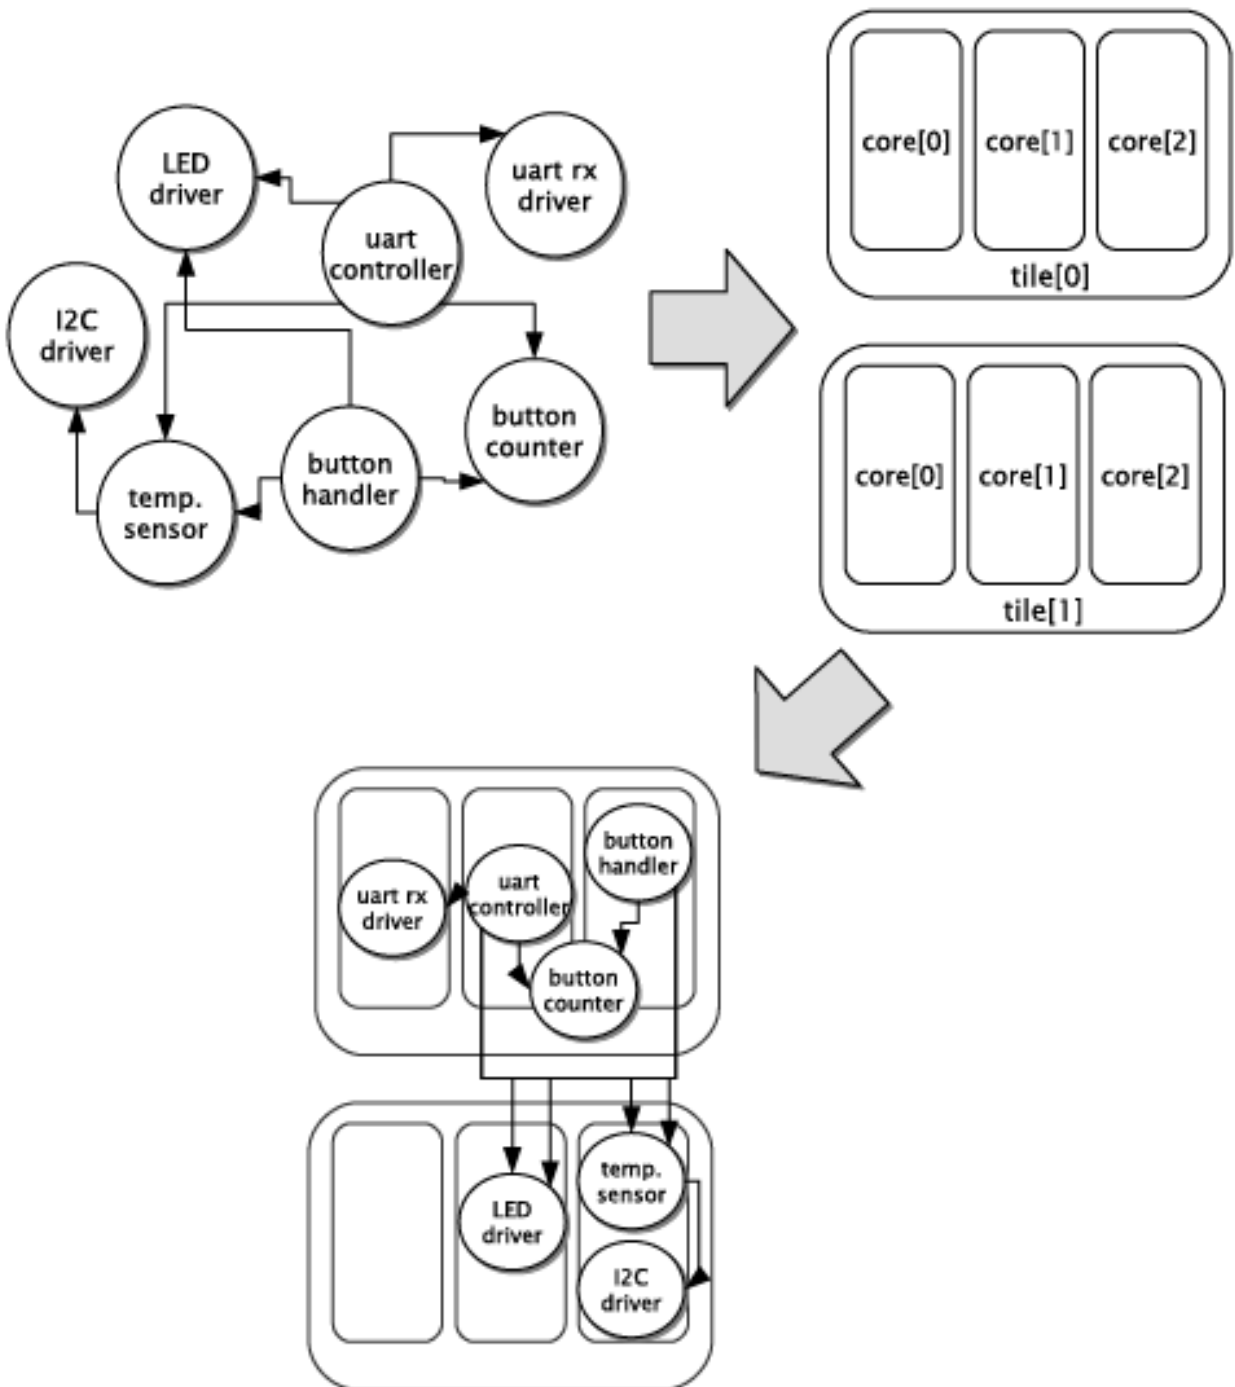 LED
driver
uart rx
driver
uart
controller
I2C
driver
button
counter
button
handler
temp.
sensor
core[0]
core[1]
core[2]
tile[0]
core[0]
core[1]
core[2]
tile[1]
button
handler
uart rx
driver
uart
controller
button
counter
temp.
sensor
LED
driver
I2C
driver